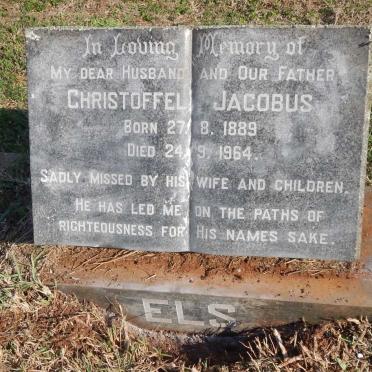 In Loving Memory of
My dear Husband and Our Father
Christoffel Jacobus
Born 27. 8. 1889
Died 24. 9. 1964.
Sadly missed by his wife and children.
He has led me on the paths of
righteousness for His names sake.
ELS